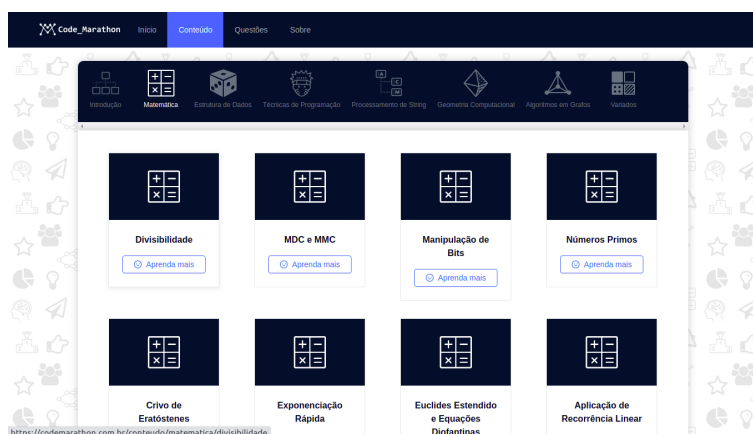 Code_Marathon Início Conteúdo Questões Sobre
Introdução Matemática Estrutura de Dados Técnicas de Programação Processamento de String Geometria Computacional Algoritmos em Grafos Variados
Divisibilidade
Aprenda mais
MDC e MMC
Aprenda mais
Manipulação de
Bits
Aprenda mais
Números Primos
Aprenda mais
Crivo de
Eratóstenes
Exponenciação
Rápida
Euclides Estendido
e Equações
Diofantinas
Aplicação de
Recorrência Linear
https://codemarathon.com.br/conteudo/matematica/divisibilidade